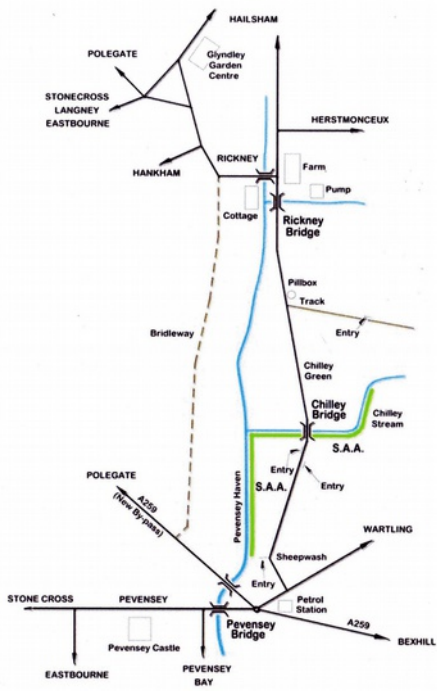 HAILSHAM
POLEGATE
Glyndley
Garden
Centre
STONECROSS
LANGNEY
EASTBOURNE
HERSTMONCEUX
HANKHAM
RICKNEY
Farm
Pump
Cottage
Rickney
Bridge
Pillbox
Track
Entry
Bridleway
Chilley
Green
Chilley
Bridge
Chilley
Stream
S.A.A.
Entry
S.A.A.
Entry
Pevensey Haven
POLEGATE
A259
(New By-pass)
WARTLING
Sheepwash
Entry
STONE CROSS
PEVENSEY
Petrol
Station
Pevensey
Bridge
A259
BEXHILL
Pevensey Castle
EASTBOURNE
PEVENSEY
BAY